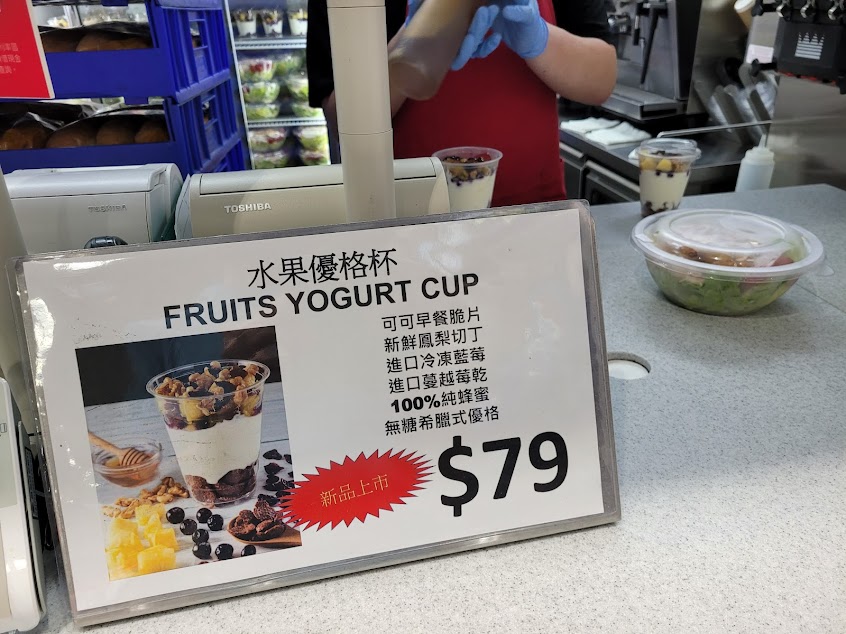 TOSHIBA
TOSHIBA
水果優格杯
FRUITS YOGURT CUP
可可早餐脆片
新鮮鳳梨切丁
進口冷凍藍莓
進口蔓越莓乾
100%純蜂蜜
無糖希臘式優格
新品上市
$79